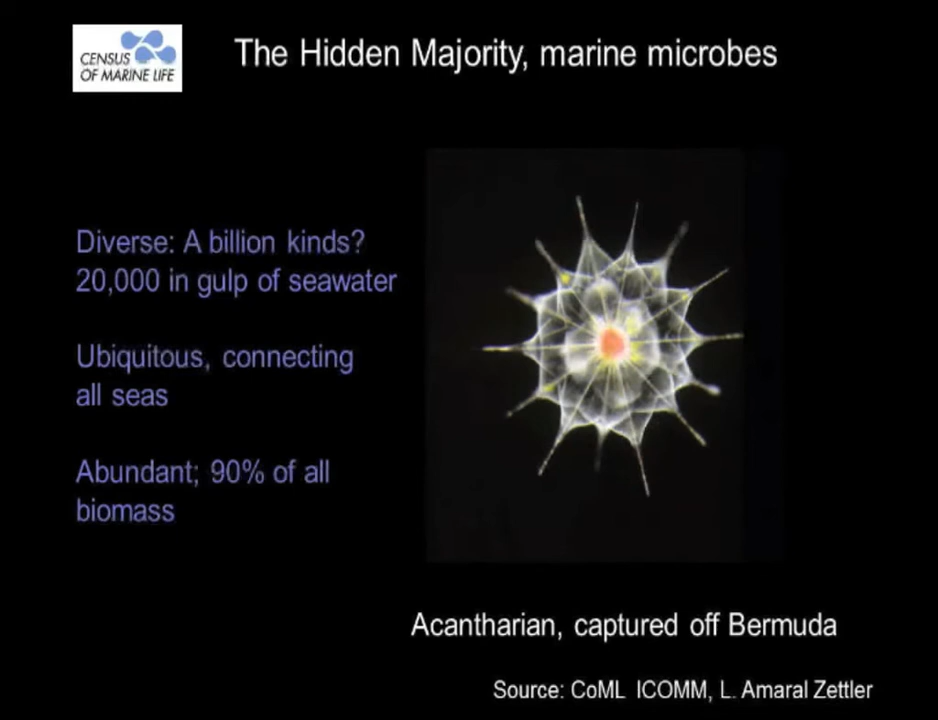 CENSUS
OF MARINE LIFE
The Hidden Majority, marine microbes
Diverse: A billion kinds?
20,000 in gulp of seawater
Ubiquitous, connecting
all seas
Abundant; 90% of all
biomass
Acantharian, captured off Bermuda
Source: CoML ICOMM, L. Amaral Zettler